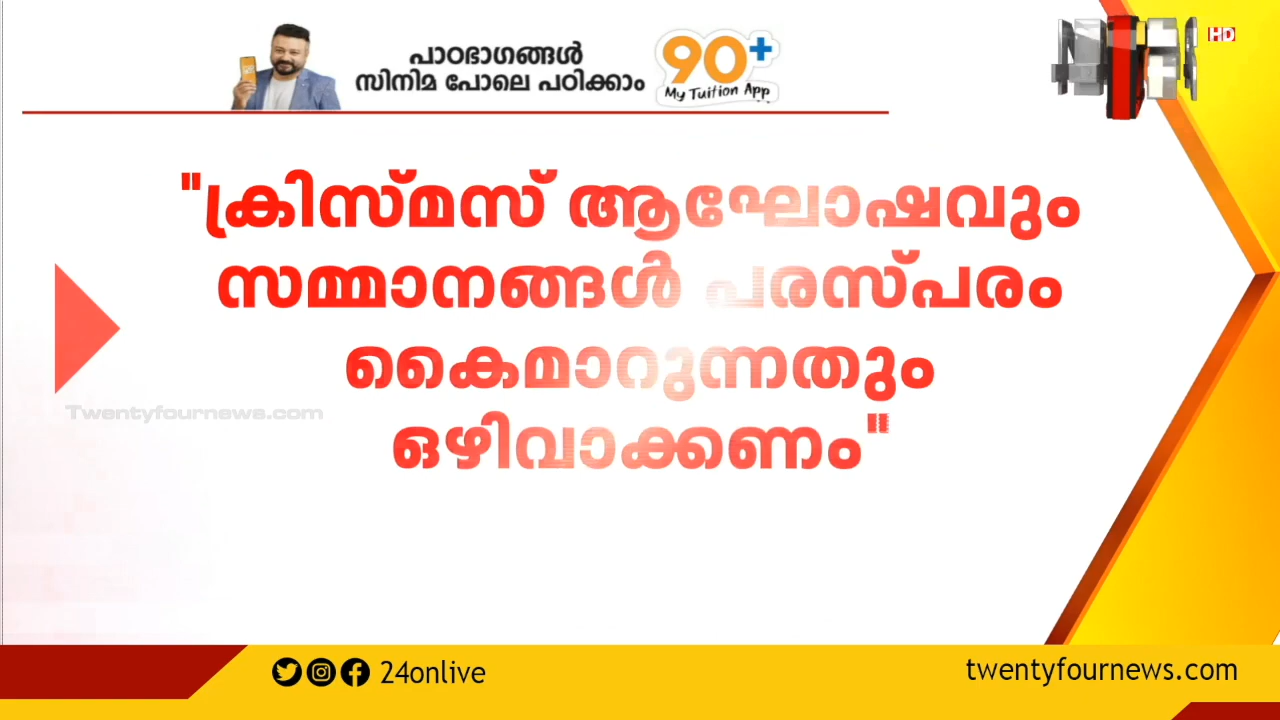 പാഠഭാഗങ്ങൾ
സിനിമ പോലെ പഠിക്കാം
90+
My Tuition App
HD
"ക്രിസ്മസ് ആഘോഷവും
സമ്മാനങ്ങൾ പരസ്പരം
കൈമാറുന്നതും
ഒഴിവാക്കണം"
Twentyfournews.com
24onlive
twentyfournews.com